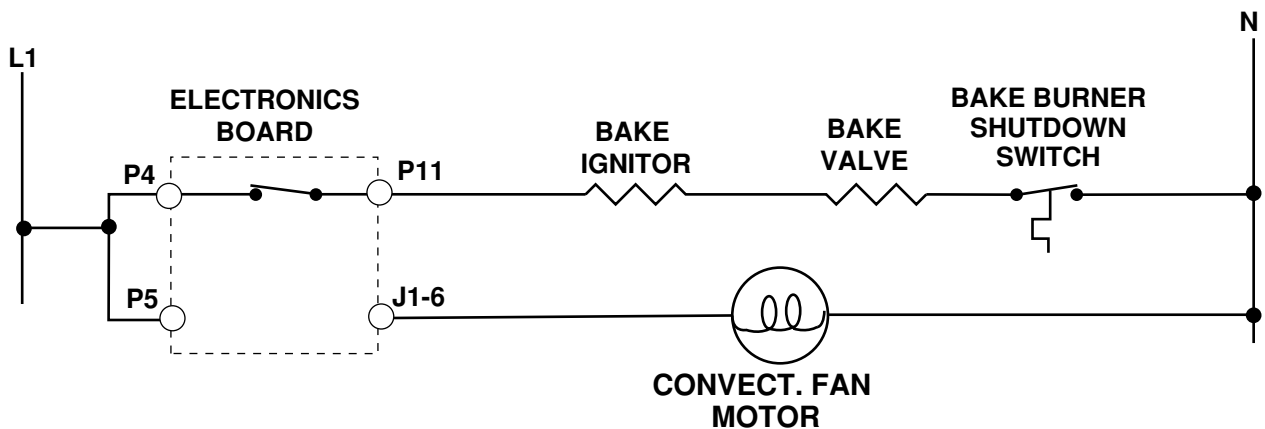 L1
N
ELECTRONICS
BOARD
BAKE
IGNITOR
BAKE
VALVE
BAKE BURNER
SHUTDOWN
SWITCH
P4
P11
P5
J1-6
CONVECT. FAN
MOTOR